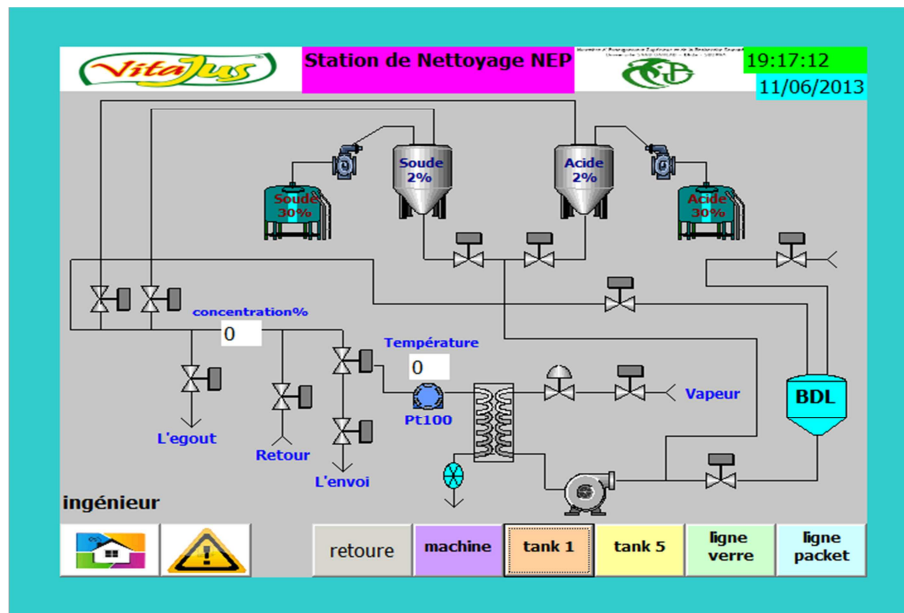 VitaJus
Station de Nettoyage NEP
19:17:12
11/06/2013
Soude
2%
Acide
2%
Soude
30%
Acide
30%
concentration%
0
Température
0
Pt100
Vapeur
BDL
L'egout
Retour
L'envoi
ingénieur
retoure
machine
tank 1
tank 5
ligne
verre
ligne
packet